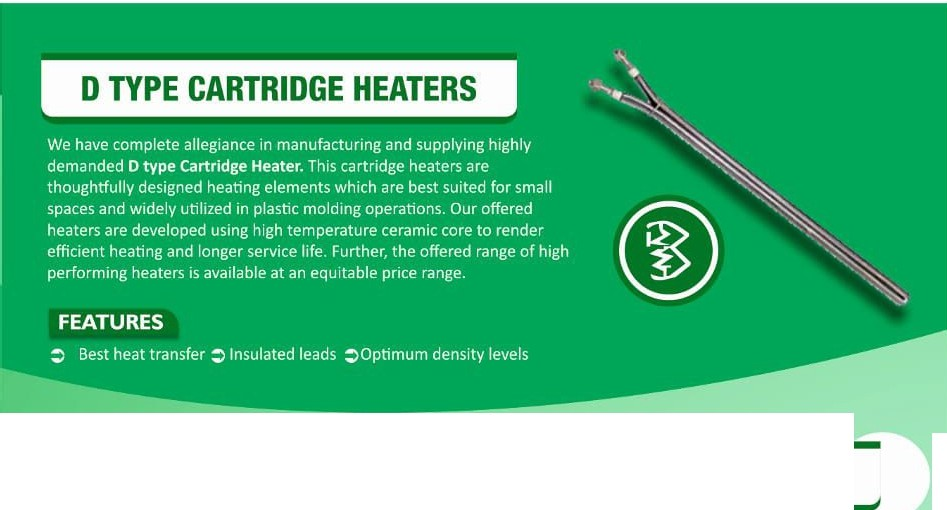 D TYPE CARTRIDGE HEATERS
We have complete allegiance in manufacturing and supplying highly
demanded D type Cartridge Heater. This cartridge heaters are
thoughtfully designed heating elements which are best suited for small
spaces and widely utilized in plastic molding operations. Our offered
heaters are developed using high temperature ceramic core to render
efficient heating and longer service life. Further, the offered range of high
performing heaters is available at an equitable price range.
FEATURES
Best heat transfer Insulated leads Optimum density levels